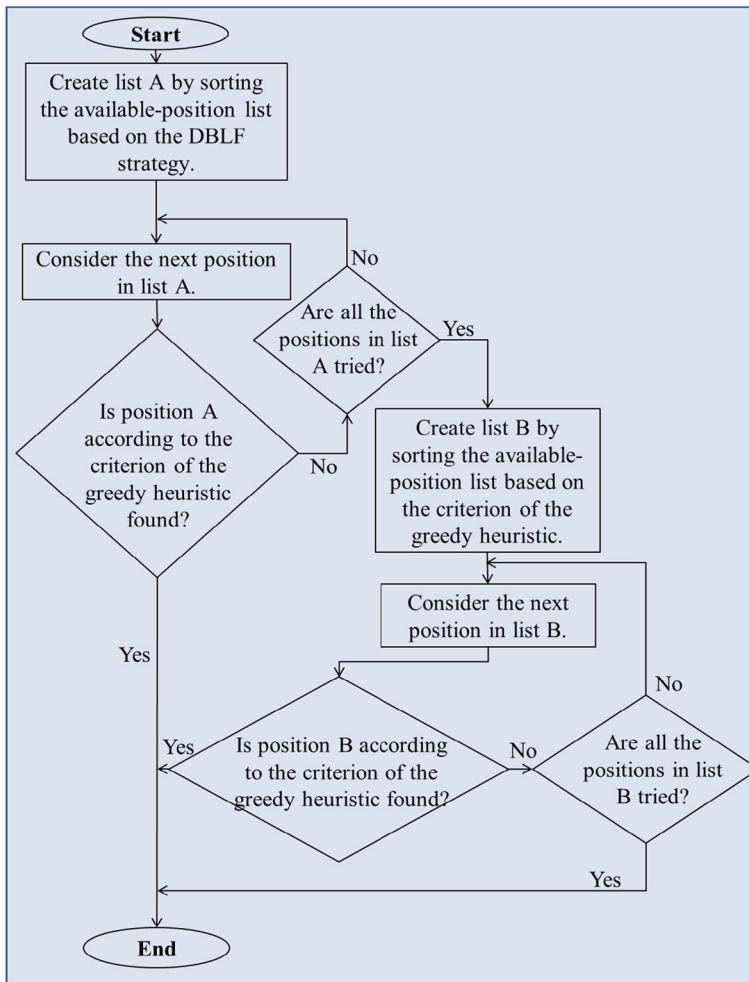 Start
Create list A by sorting
the available-position list
based on the DBLF
strategy.
Consider the next position
in list A.
No
Are all the
positions in list
A tried?
Yes
Is position A
according to the
criterion of the
greedy heuristic
found?
No
Create list B by
sorting the available-
position list based on
the criterion of the
greedy heuristic.
Consider the next
position in list B.
Yes
No
Yes
Is position B according
to the criterion of the
greedy heuristic found?
No
Are all the
positions in list
B tried?
Yes
End